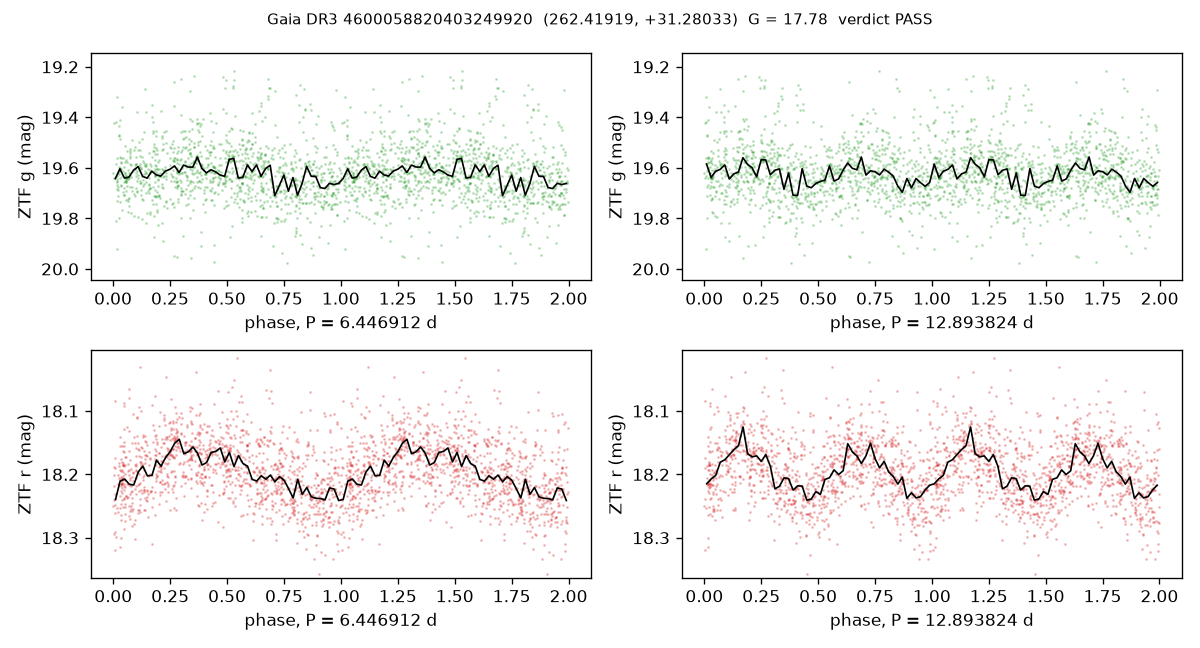 Gaia DR3 4600058820403249920  (262.41919, +31.28033)  G = 17.78  verdict PASS
ZTF g (mag)
19.2
19.4
19.6
19.8
20.0
0.00 0.25 0.50 0.75 1.00 1.25 1.50 1.75 2.00
phase, P = 6.446912 d
ZTF g (mag)
19.2
19.4
19.6
19.8
20.0
0.00 0.25 0.50 0.75 1.00 1.25 1.50 1.75 2.00
phase, P = 12.893824 d
ZTF r (mag)
18.1
18.2
18.3
0.00 0.25 0.50 0.75 1.00 1.25 1.50 1.75 2.00
phase, P = 6.446912 d
ZTF r (mag)
18.1
18.2
18.3
0.00 0.25 0.50 0.75 1.00 1.25 1.50 1.75 2.00
phase, P = 12.893824 d